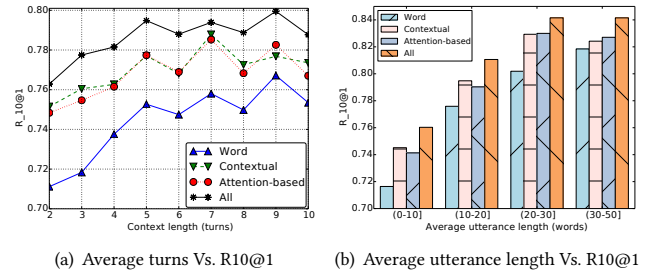 0.80
0.78
0.76
0.74
0.72
0.70
R_10@1
2 3 4 5 6 7 8 9 10
Context length (turns)
Word
Contextual
Attention-based
All
0.84
0.82
0.80
0.78
0.76
0.74
0.72
0.70
R_10@1
(0-10] (10-20] (20-30] (30-50]
Average utterance length (words)
Word
Contextual
Attention-based
All
(a) Average turns Vs. R10@1
(b) Average utterance length Vs. R10@1